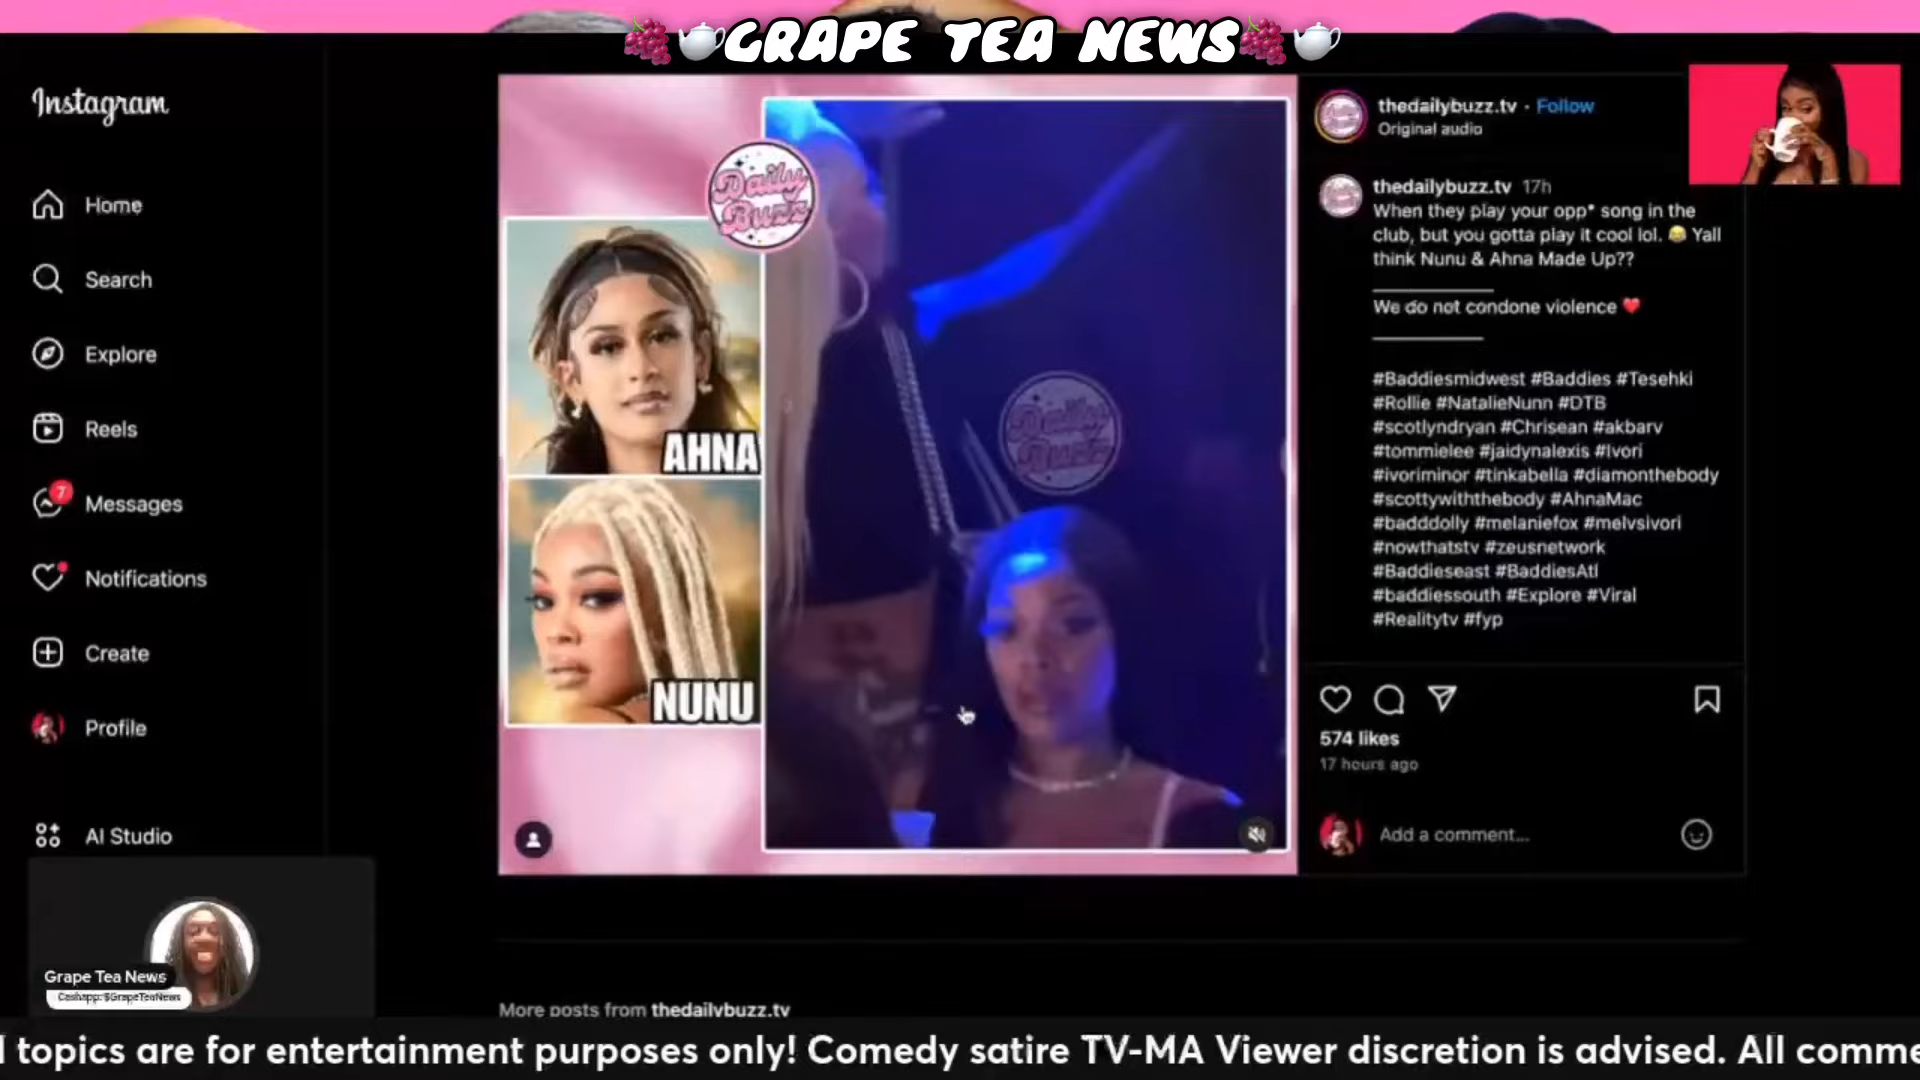 GRAPE TEA NEWS
Instagram
Home
Search
Explore
Reels
7
Messages
Notifications
Create
Profile
AI Studio
Grape Tea News
Cashapp: $GrapeTeaNews
Daily
Buzz
AHNA
NUNU
Daily
Buzz
thedailybuzz.tv · Follow
Original audio
thedailybuzz.tv 17h
When they play your opp* song in the
club, but you gotta play it cool lol. 😂 Yall
think Nunu & Ahna Made Up??
We do not condone violence ❤️
#Baddiesmidwest #Baddies #Tesehki
#Rollie #NatalieNunn #DTB
#scotlyndryan #Chrisean #akbarv
#tommielee #jaidynalexis #Ivori
#ivoriminor #tinkabella #diamonthebody
#scottywiththebody #AhnaMac
#badddolly #melaniefox #melvsivori
#nowthatstv #zeusnetwork
#Baddieseast #BaddiesAtl
#baddiessouth #Explore #Viral
#Realitytv #fyp
574 likes
17 hours ago
Add a comment...
More posts from thedailybuzz.tv
l topics are for entertainment purposes only! Comedy satire TV-MA Viewer discretion is advised. All comme